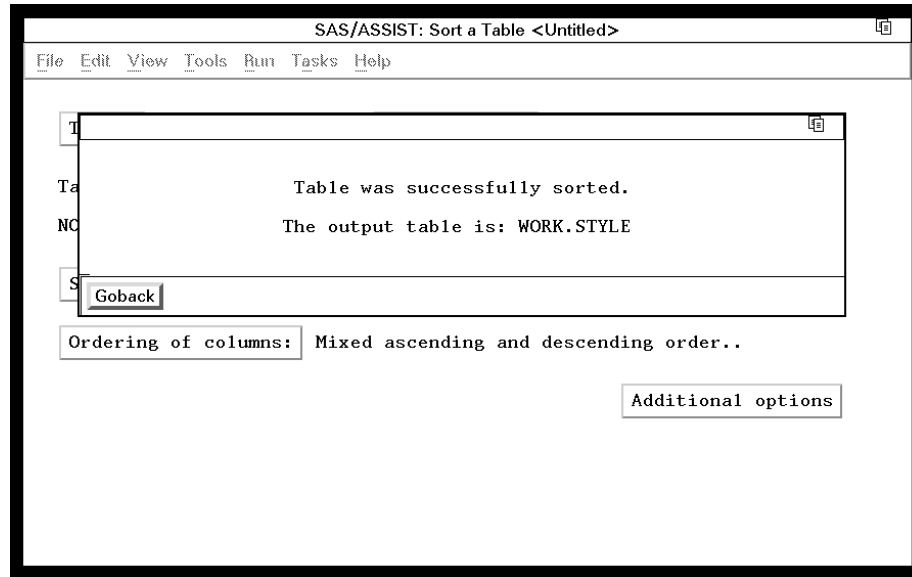 SAS/ASSIST: Sort a Table <Untitled>
File Edit View Tools Run Tasks Help
T
Ta
Table was successfully sorted.
NO
The output table is: WORK.STYLE
S
Goback
Ordering of columns: Mixed ascending and descending order..
Additional options